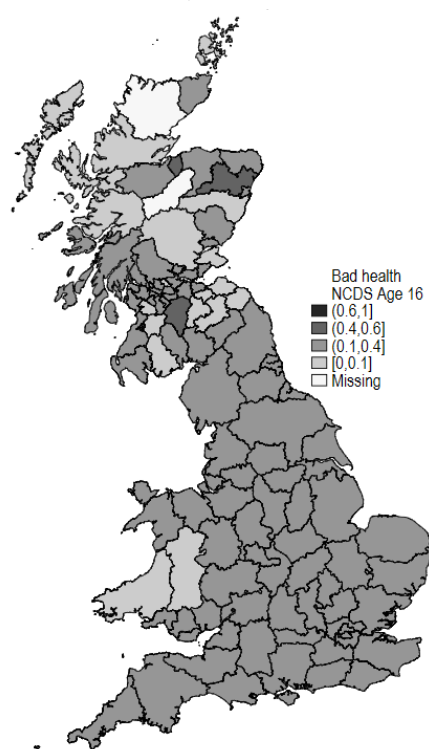 Bad health
NCDS Age 16
(0.6,1]
(0.4,0.6]
(0.1,0.4]
[0,0.1]
Missing